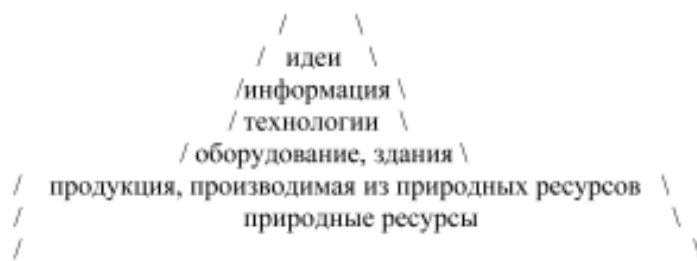 / \
/ идеи \
/информация \
/ технологии \
/ оборудование, здания \
/ продукция, производимая из природных ресурсов \
/ природные ресурсы \
/ \